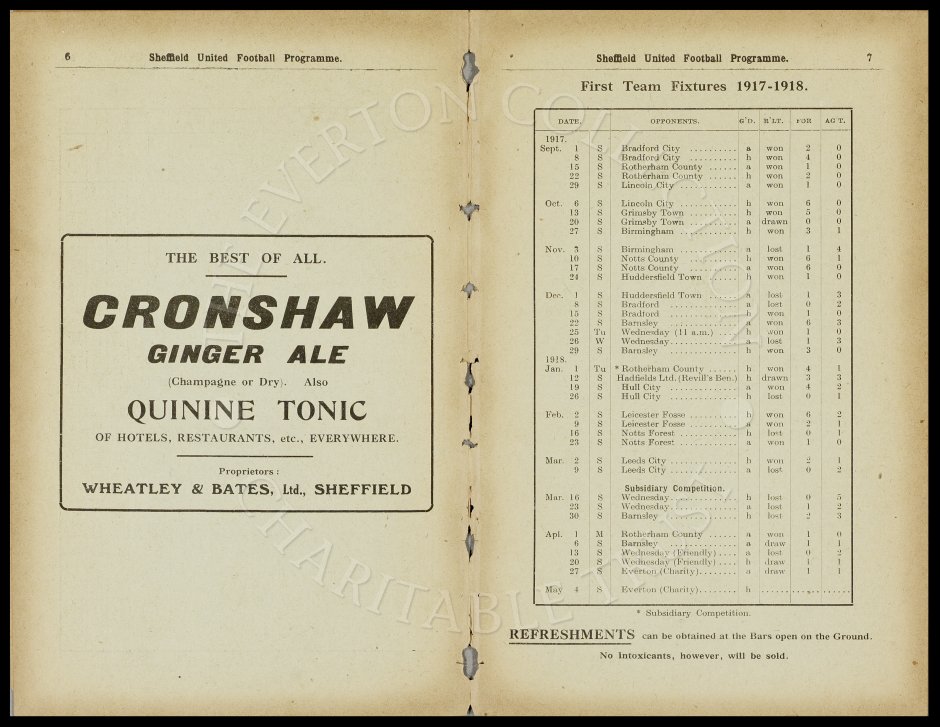 6 Sheffield United Football Programme.
THE BEST OF ALL.
CRONSHAW
GINGER ALE
(Champagne or Dry). Also
QUININE TONIC
OF HOTELS, RESTAURANTS, etc., EVERYWHERE.
Proprietors :
WHEATLEY & BATES, Ltd., SHEFFIELD
Sheffield United Football Programme. 7
First Team Fixtures 1917-1918.
DATE. OPPONENTS. G'D. R'LT. FOR AG T.
1917.
Sept. 1 S Bradford City .......... a won 2 0
8 S Bradford City .......... h won 4 0
15 S Rotherham County ...... a won 1 0
22 S Rotherham County ...... h won 2 0
29 S Lincoln City ............ a won 1 0
Oct. 6 S Lincoln City ............ h won 6 0
13 S Grimsby Town .......... h won 5 0
20 S Grimsby Town .......... a drawn 0 0
27 S Birmingham ............ h won 3 1
Nov. 3 S Birmingham ............ a lost 1 4
10 S Notts County .......... h won 6 1
17 S Notts County .......... a won 6 0
24 S Huddersfield Town ...... h won 1 0
Dec. 1 S Huddersfield Town ...... a lost 1 3
8 S Bradford .............. a lost 0 2
15 S Bradford .............. h won 1 0
22 S Barnsley .............. a won 6 3
25 Tu Wednesday (11 a.m.) .... h won 1 0
26 W Wednesday.............. a lost 1 3
29 S Barnsley .............. h won 3 0
1918.
Jan. 1 Tu * Rotherham County ...... h won 4 1
12 S Hadfields Ltd. (Revill's Ben.) h drawn 3 3
19 S Hull City .............. a won 4 2
26 S Hull City .............. h lost 0 1
Feb. 2 S Leicester Fosse .......... h won 6 2
9 S Leicester Fosse .......... a won 2 1
16 S Notts Forest ............ h lost 0 1
23 S Notts Forest ............ a won 1 0
Mar. 2 S Leeds City .............. h won 2 1
9 S Leeds City .............. a lost 0 2
Subsidiary Competition.
Mar. 16 S Wednesday.............. h lost 0 5
23 S Wednesday.............. a lost 1 2
30 S Barnsley .............. h lost 2 3
Apl. 1 M Rotherham County ...... a won 1 0
6 S Barnsley .............. a draw 1 1
13 S Wednesday (Friendly).... a lost 0 2
20 S Wednesday (Friendly).... h draw 1 1
27 S Everton (Charity)........ a draw 1 1
May 4 S Everton (Charity)........ h ....................
* Subsidiary Competition.
REFRESHMENTS can be obtained at the Bars open on the Ground.
No Intoxicants, however, will be sold.